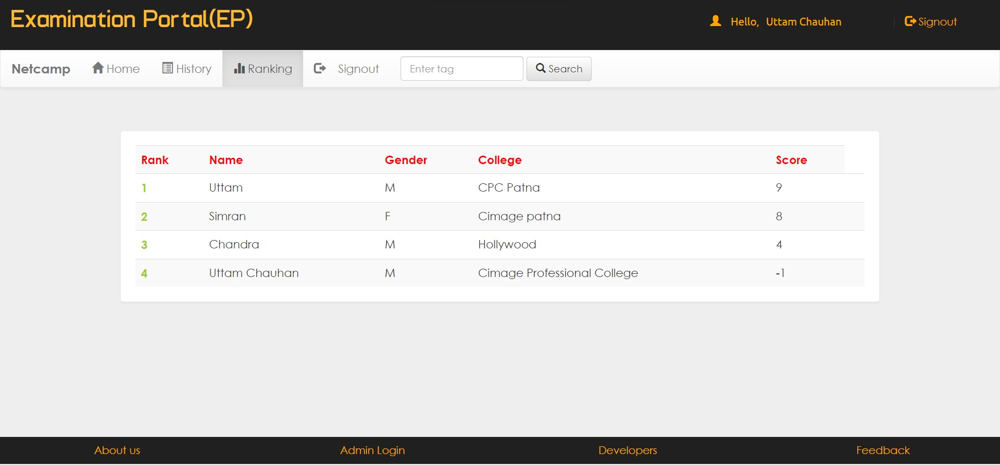 Examination Portal(EP)
Hello, Uttam Chauhan
Signout
Netcamp Home History Ranking Signout Enter tag Search
Rank Name Gender College Score
1 Uttam M CPC Patna 9
2 Simran F Cimage patna 8
3 Chandra M Hollywood 4
4 Uttam Chauhan M Cimage Professional College -1
About us Admin Login Developers Feedback